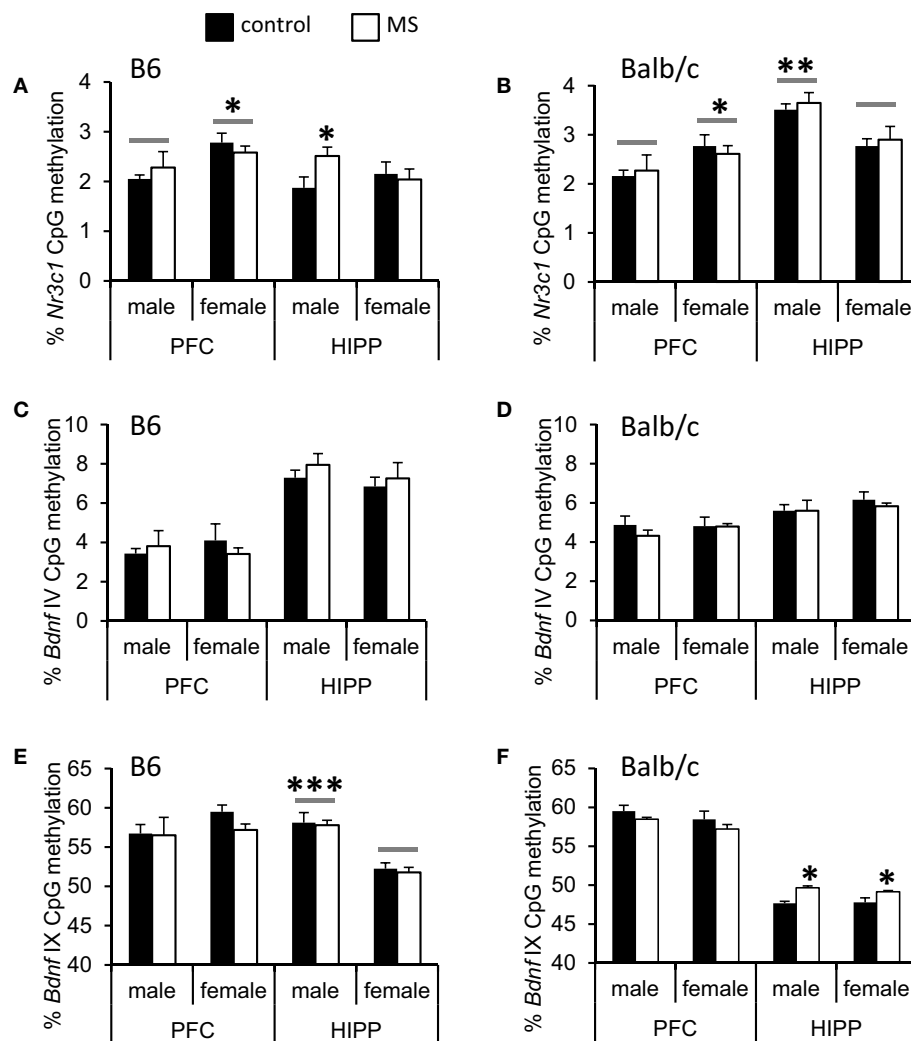 control MS
A B6
B Balb/c
% Nr3c1 CpG methylation
4
3
2
1
0
*
*
male female male female
PFC HIPP
% Nr3c1 CpG methylation
4
3
2
1
0
*
**
male female male female
PFC HIPP
C B6
D Balb/c
% Bdnf IV CpG methylation
10
8
6
4
2
0
male female male female
PFC HIPP
% Bdnf IV CpG methylation
10
8
6
4
2
0
male female male female
PFC HIPP
E B6
F Balb/c
% Bdnf IX CpG methylation
65
60
55
50
45
40
***
male female male female
PFC HIPP
% Bdnf IX CpG methylation
65
60
55
50
45
40
* *
male female male female
PFC HIPP